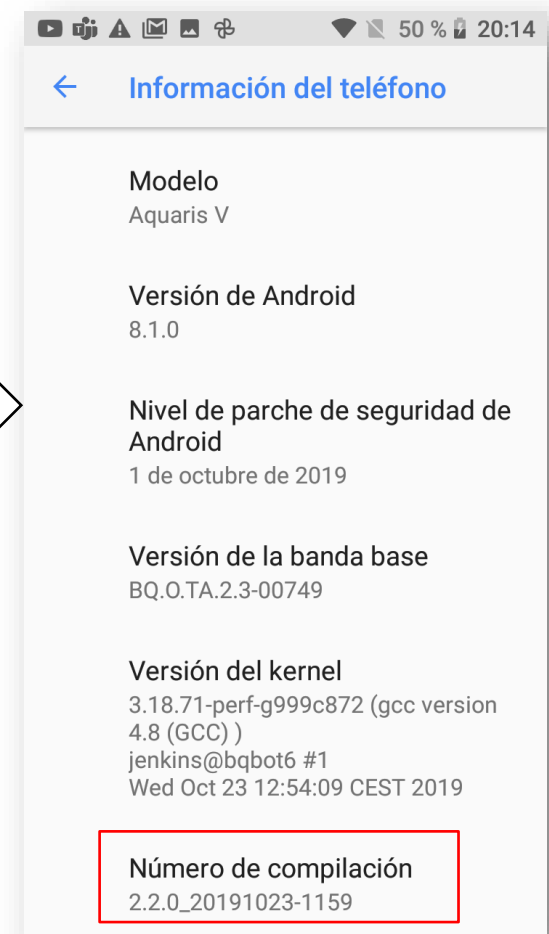 50 % 20:14
Información del teléfono
Modelo
Aquaris V
Versión de Android
8.1.0
Nivel de parche de seguridad de
Android
1 de octubre de 2019
Versión de la banda base
BQ.O.TA.2.3-00749
Versión del kernel
3.18.71-perf-g999c872 (gcc version
4.8 (GCC) )
jenkins@bqbot6 #1
Wed Oct 23 12:54:09 CEST 2019
Número de compilación
2.2.0_20191023-1159